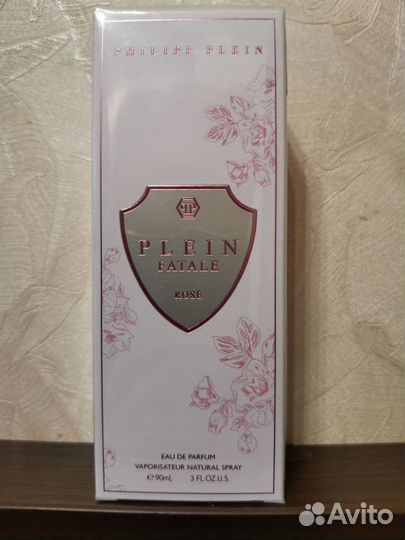 PHILIPP PLEIN
PLEIN
FATALE
ROSÉ
EAU DE PARFUM
VAPORISATEUR NATURAL SPRAY
℮ 90mL 3 FL.OZ.U.S.
Avito